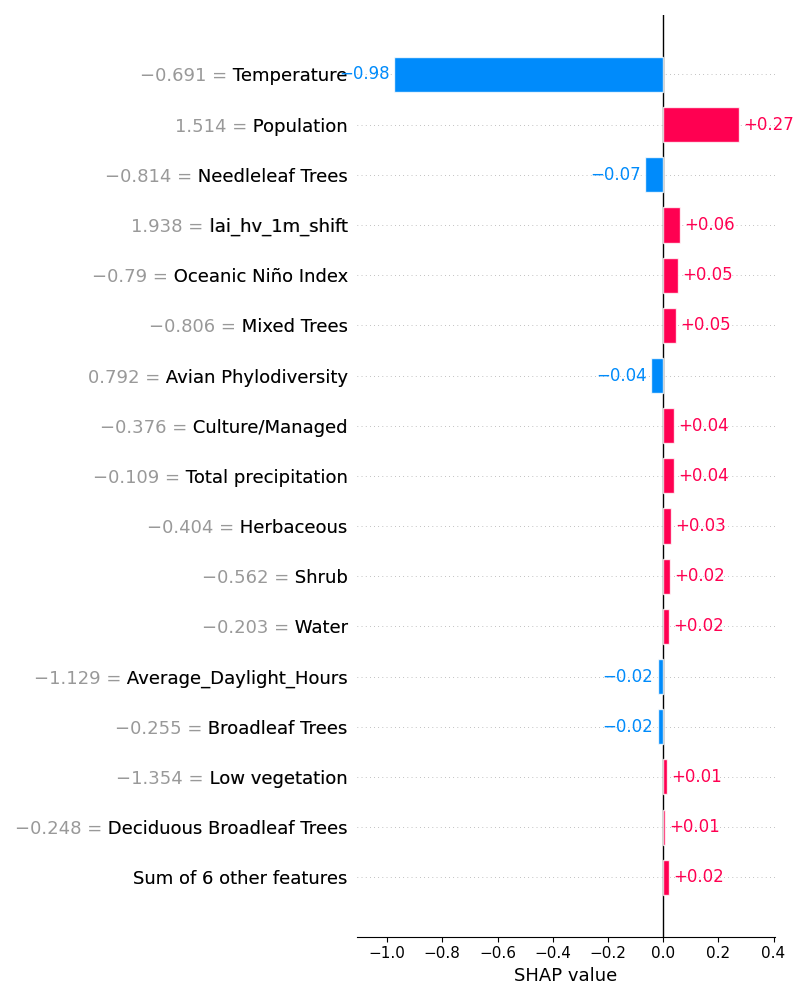 −0.691 = Temperature −0.98
1.514 = Population +0.27
−0.814 = Needleleaf Trees −0.07
1.938 = lai_hv_1m_shift +0.06
−0.79 = Oceanic Niño Index +0.05
−0.806 = Mixed Trees +0.05
0.792 = Avian Phylodiversity −0.04
−0.376 = Culture/Managed +0.04
−0.109 = Total precipitation +0.04
−0.404 = Herbaceous +0.03
−0.562 = Shrub +0.02
−0.203 = Water +0.02
−1.129 = Average_Daylight_Hours −0.02
−0.255 = Broadleaf Trees −0.02
−1.354 = Low vegetation +0.01
−0.248 = Deciduous Broadleaf Trees +0.01
Sum of 6 other features +0.02
−1.0 −0.8 −0.6 −0.4 −0.2 0.0 0.2 0.4
SHAP value